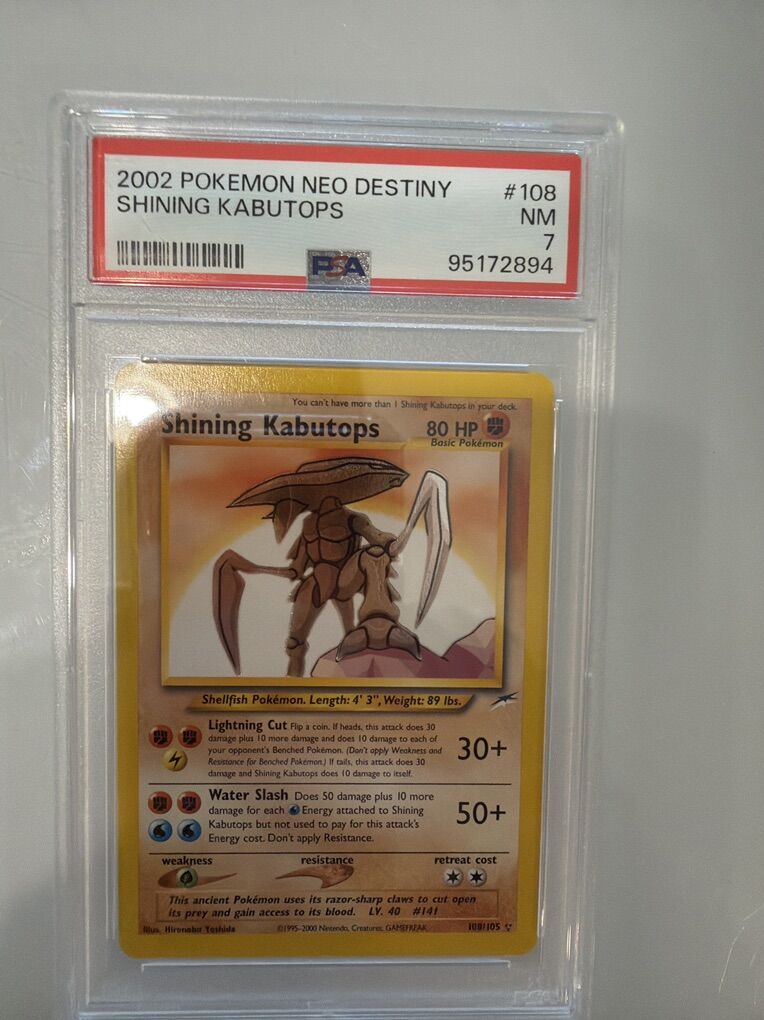 2002 POKEMON NEO DESTINY #108
SHINING KABUTOPS NM
7
PSA 95172894
You can't have more than 1 Shining Kabutops in your deck.
Shining Kabutops 80 HP
Basic Pokémon
Shellfish Pokémon. Length: 4' 3", Weight: 89 lbs.
Lightning Cut Flip a coin. If heads, this attack does 30
damage plus 10 more damage and does 10 damage to each of
your opponent's Benched Pokémon. (Don't apply Weakness and
Resistance for Benched Pokémon.) If tails, this attack does 30
damage and Shining Kabutops does 10 damage to itself.
30+
Water Slash Does 50 damage plus 10 more
damage for each Energy attached to Shining
Kabutops but not used to pay for this attack's
Energy cost. Don't apply Resistance.
50+
weakness resistance retreat cost
This ancient Pokémon uses its razor-sharp claws to cut open
its prey and gain access to its blood. LV. 40 #141
Illus. Hironobu Yoshida ©1995-2000 Nintendo, Creatures, GAMEFREAK. 108/105